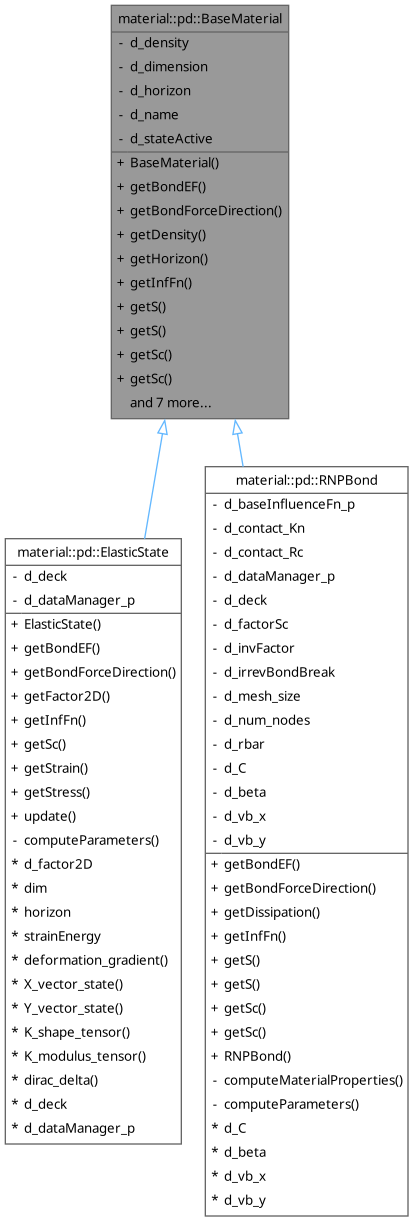 material::pd::BaseMaterial
- d_density
- d_dimension
- d_horizon
- d_name
- d_stateActive
+ BaseMaterial()
+ getBondEF()
+ getBondForceDirection()
+ getDensity()
+ getHorizon()
+ getInfFn()
+ getS()
+ getS()
+ getSc()
+ getSc()
and 7 more...
material::pd::ElasticState
- d_deck
- d_dataManager_p
+ ElasticState()
+ getBondEF()
+ getBondForceDirection()
+ getFactor2D()
+ getInfFn()
+ getSc()
+ getStrain()
+ getStress()
+ update()
- computeParameters()
* d_factor2D
* dim
* horizon
* strainEnergy
* deformation_gradient()
* X_vector_state()
* Y_vector_state()
* K_shape_tensor()
* K_modulus_tensor()
* dirac_delta()
* d_deck
* d_dataManager_p
material::pd::RNPBond
- d_baseInfluenceFn_p
- d_contact_Kn
- d_contact_Rc
- d_dataManager_p
- d_deck
- d_factorSc
- d_invFactor
- d_irrevBondBreak
- d_mesh_size
- d_num_nodes
- d_rbar
- d_C
- d_beta
- d_vb_x
- d_vb_y
+ getBondEF()
+ getBondForceDirection()
+ getDissipation()
+ getInfFn()
+ getS()
+ getS()
+ getSc()
+ getSc()
+ RNPBond()
- computeMaterialProperties()
- computeParameters()
* d_C
* d_beta
* d_vb_x
* d_vb_y